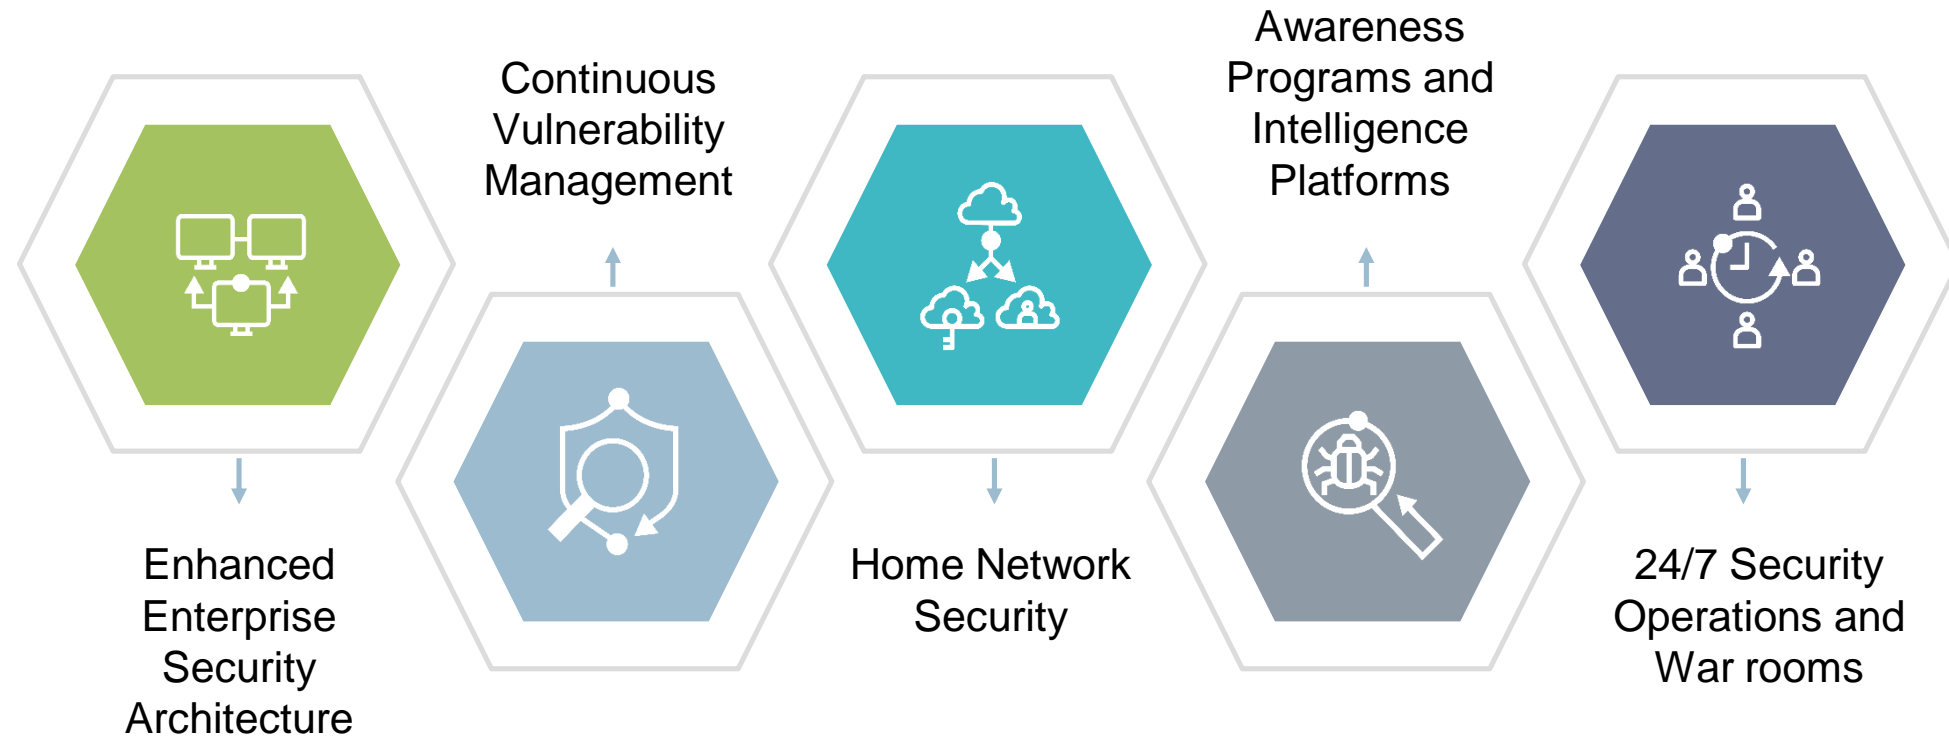 Enhanced
Enterprise
Security
Architecture
Continuous
Vulnerability
Management
Home Network
Security
Awareness
Programs and
Intelligence
Platforms
24/7 Security
Operations and
War rooms